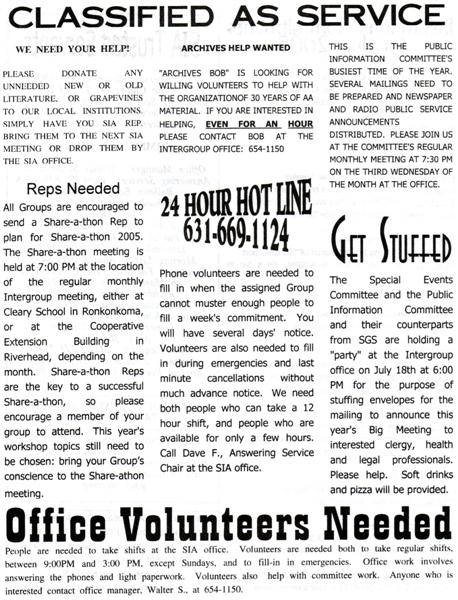 CLASSIFIED AS SERVICE
WE NEED YOUR HELP!
PLEASE DONATE ANY
UNNEEDED NEW OR OLD
LITERATURE, OR GRAPEVINES
TO OUR LOCAL INSTITUTIONS.
SIMPLY HAVE YOU SIA REP.
BRING THEM TO THE NEXT SIA
MEETING OR DROP THEM BY
THE SIA OFFICE.
Reps Needed
All Groups are encouraged to
send a Share-a-thon Rep to
plan for Share-a-thon 2005.
The Share-a-thon meeting is
held at 7:00 PM at the location
of the regular monthly
Intergroup meeting, either at
Cleary School in Ronkonkoma,
or at the Cooperative
Extension Building in
Riverhead, depending on the
month. Share-a-thon Reps
are the key to a successful
Share-a-thon, so please
encourage a member of your
group to attend. This year's
workshop topics still need to
be chosen: bring your Group's
conscience to the Share-athon
meeting.
ARCHIVES HELP WANTED
"ARCHIVES BOB" IS LOOKING FOR
WILLING VOLUNTEERS TO HELP WITH
THE ORGANIZATIONOF 30 YEARS OF AA
MATERIAL. IF YOU ARE INTERESTED IN
HELPING, EVEN FOR AN HOUR
PLEASE CONTACT BOB AT THE
INTERGROUP OFFICE: 654-1150
24 HOUR HOT LINE
631-669-1124
Phone volunteers are needed to
fill in when the assigned Group
cannot muster enough people to
fill a week's commitment. You
will have several days' notice.
Volunteers are also needed to fill
in during emergencies and last
minute cancellations without
much advance notice. We need
both people who can take a 12
hour shift, and people who are
available for only a few hours.
Call Dave F., Answering Service
Chair at the SIA office.
THIS IS THE PUBLIC
INFORMATION COMMITTEE'S
BUSIEST TIME OF THE YEAR.
SEVERAL MAILINGS NEED TO
BE PREPARED AND NEWSPAPER
AND RADIO PUBLIC SERVICE
ANNOUNCEMENTS
DISTRIBUTED. PLEASE JOIN US
AT THE COMMITTEE'S REGULAR
MONTHLY MEETING AT 7:30 PM
ON THE THIRD WEDNESDAY OF
THE MONTH AT THE OFFICE.
GET STUFFED
The Special Events
Committee and the Public
Information Committee
and their counterparts
from SGS are holding a
"party" at the Intergroup
office on July 18th at 6:00
PM for the purpose of
stuffing envelopes for the
mailing to announce this
year's Big Meeting to
interested clergy, health
and legal professionals.
Please help. Soft drinks
and pizza will be provided.
Office Volunteers Needed
People are needed to take shifts at the SIA office. Volunteers are needed both to take regular shifts,
between 9:00PM and 3:00 PM, except Sundays, and to fill-in in emergencies. Office work involves
answering the phones and light paperwork. Volunteers also help with committee work. Anyone who is
interested contact office manager, Walter S., at 654-1150.